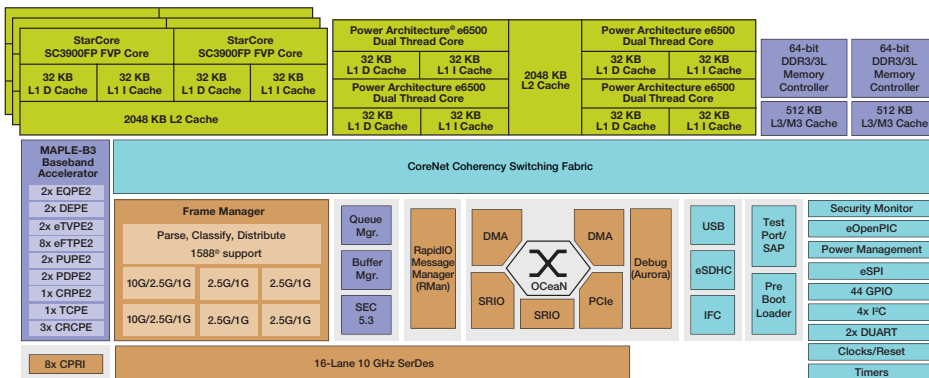 StarCore
SC3900FP FVP Core
StarCore
SC3900FP FVP Core
32 KB
L1 D Cache
32 KB
L1 I Cache
32 KB
L1 D Cache
32 KB
L1 I Cache
2048 KB L2 Cache
Power Architecture® e6500
Dual Thread Core
32 KB
L1 D Cache
32 KB
L1 I Cache
Power Architecture e6500
Dual Thread Core
32 KB
L1 D Cache
32 KB
L1 I Cache
2048 KB
L2 Cache
Power Architecture e6500
Dual Thread Core
32 KB
L1 D Cache
32 KB
L1 I Cache
Power Architecture e6500
Dual Thread Core
32 KB
L1 D Cache
32 KB
L1 I Cache
64-bit
DDR3/3L
Memory
Controller
64-bit
DDR3/3L
Memory
Controller
512 KB
L3/M3 Cache
512 KB
L3/M3 Cache
MAPLE-B3
Baseband
Accelerator
2x EQPE2
2x DEPE
2x eTVPE2
8x eFTPE2
2x PUPE2
2x PDPE2
1x CRPE2
1x TCPE
3x CRCPE
8x CPRI
CoreNet Coherency Switching Fabric
Frame Manager
Parse, Classify, Distribute
1588® support
10G/2.5G/1G
2.5G/1G
2.5G/1G
10G/2.5G/1G
2.5G/1G
2.5G/1G
Queue
Mgr.
Buffer
Mgr.
SEC
5.3
RapidIO
Message
Manager
(RMan)
DMA
DMA
OCeaN
SRIO
SRIO
PCIe
Debug
(Aurora)
USB
eSDHC
IFC
Test
Port/
SAP
Pre
Boot
Loader
Security Monitor
eOpenPIC
Power Management
eSPI
44 GPIO
4x I²C
2x DUART
Clocks/Reset
Timers
16-Lane 10 GHz SerDes